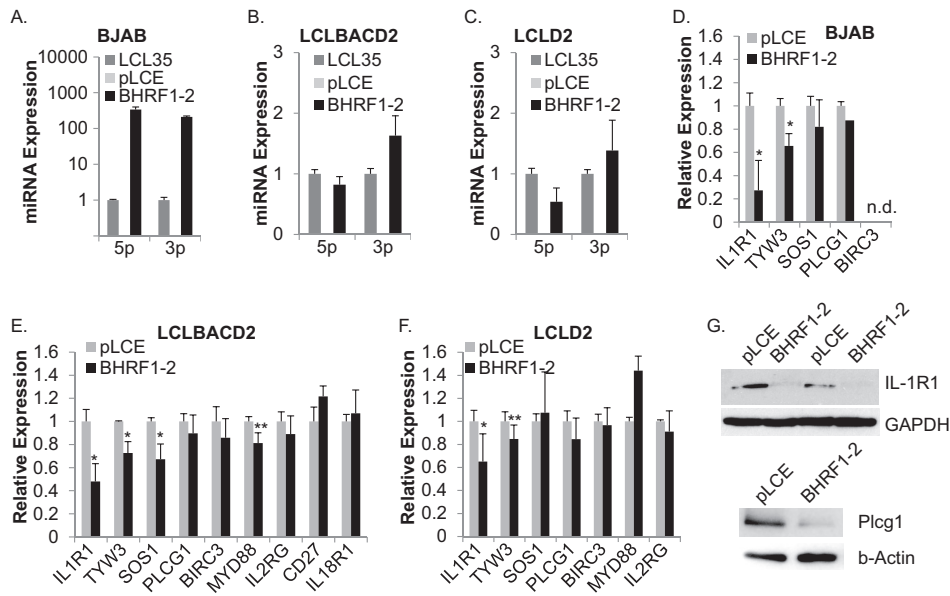 A.
BJAB
LCL35
pLCE
BHRF1-2
miRNA Expression
10000
1000
100
10
1
5p 3p
B.
LCLBACD2
LCL35
pLCE
BHRF1-2
miRNA Expression
3
2
1
0
5p 3p
C.
LCLD2
LCL35
pLCE
BHRF1-2
miRNA Expression
3
2
1
0
5p 3p
D.
BJAB
pLCE
BHRF1-2
Relative Expression
1.6
1.4
1.2
1
0.8
0.6
0.4
0.2
0
* * n.d.
IL1R1 TYW3 SOS1 PLCG1 BIRC3
E.
LCLBACD2
pLCE
BHRF1-2
Relative Expression
1.6
1.4
1.2
1
0.8
0.6
0.4
0.2
0
* * * **
IL1R1 TYW3 SOS1 PLCG1 BIRC3 MYD88 IL2RG CD27 IL18R1
F.
LCLD2
pLCE
BHRF1-2
Relative Expression
1.6
1.4
1.2
1
0.8
0.6
0.4
0.2
0
* **
IL1R1 TYW3 SOS1 PLCG1 BIRC3 MYD88 IL2RG
G.
pLCE BHRF1-2 pLCE BHRF1-2
IL-1R1
GAPDH
pLCE BHRF1-2
Plcg1
b-Actin